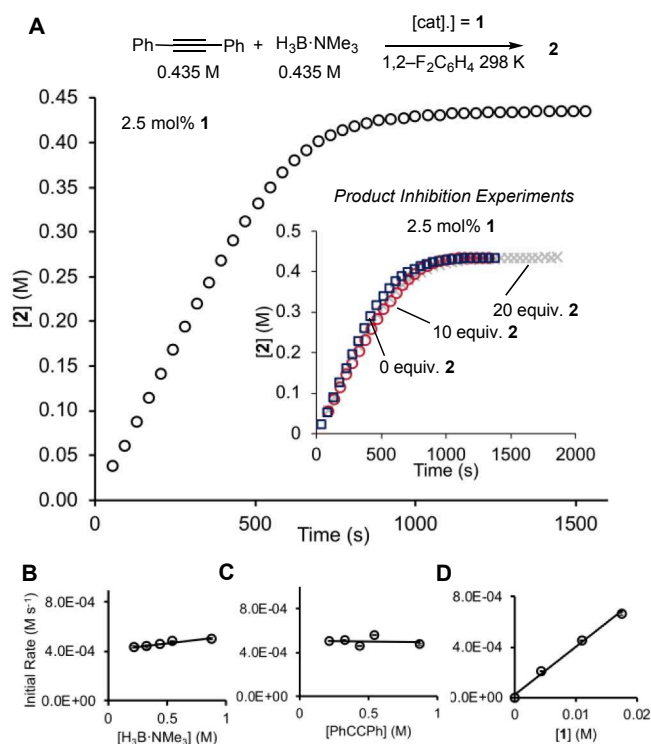 A
Ph Ph + H₃B·NMe₃ [cat].] = 1 2
0.435 M 0.435 M 1,2–F₂C₆H₄ 298 K
0.45
0.40
0.35
0.30
0.25
0.20
0.15
0.10
0.05
0.00
[2] (M)
2.5 mol% 1
Product Inhibition Experiments
2.5 mol% 1
0.5
0.4
0.3
0.2
0.1
0
[2] (M)
20 equiv. 2
10 equiv. 2
0 equiv. 2
0 500 1000 1500 2000
Time (s)
0 500 1000 1500
Time (s)
B
Initial Rate (M s⁻¹)
8.0E-04
4.0E-04
0.0E+00
0 0.5 1
[H₃B·NMe₃] (M)
C
8.0E-04
4.0E-04
0.0E+00
0 0.5 1
[PhCCPh] (M)
D
8.0E-04
4.0E-04
0.0E+00
0 0.01 0.02
[1] (M)